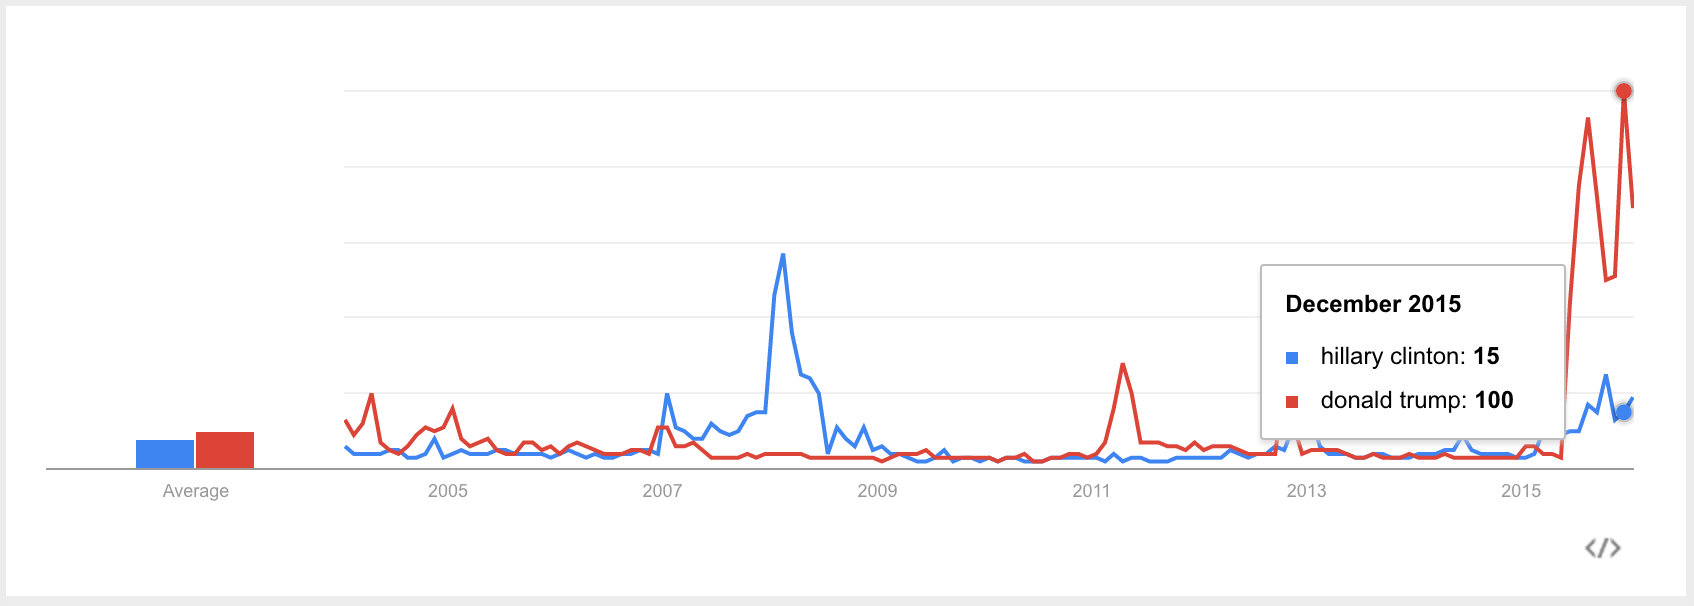 December 2015
hillary clinton: 15
donald trump: 100
Average 2005 2007 2009 2011 2013 2015
</>